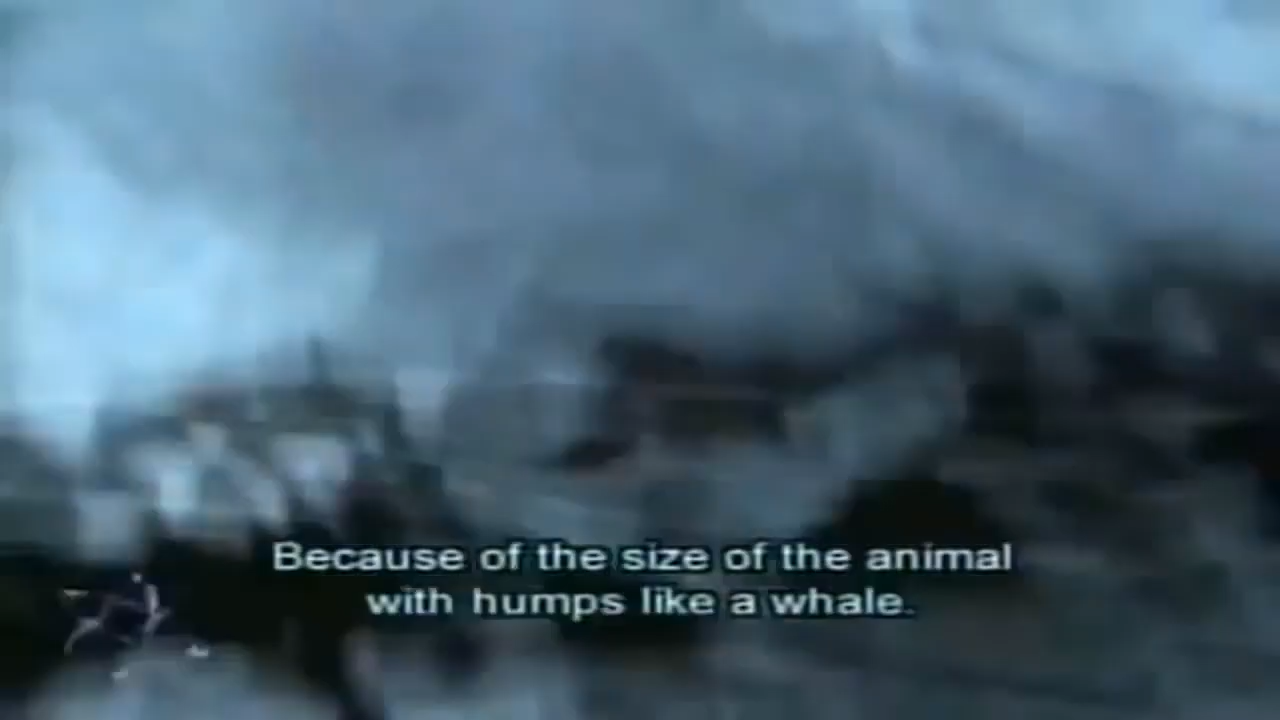 Because of the size of the animal
with humps like a whale.